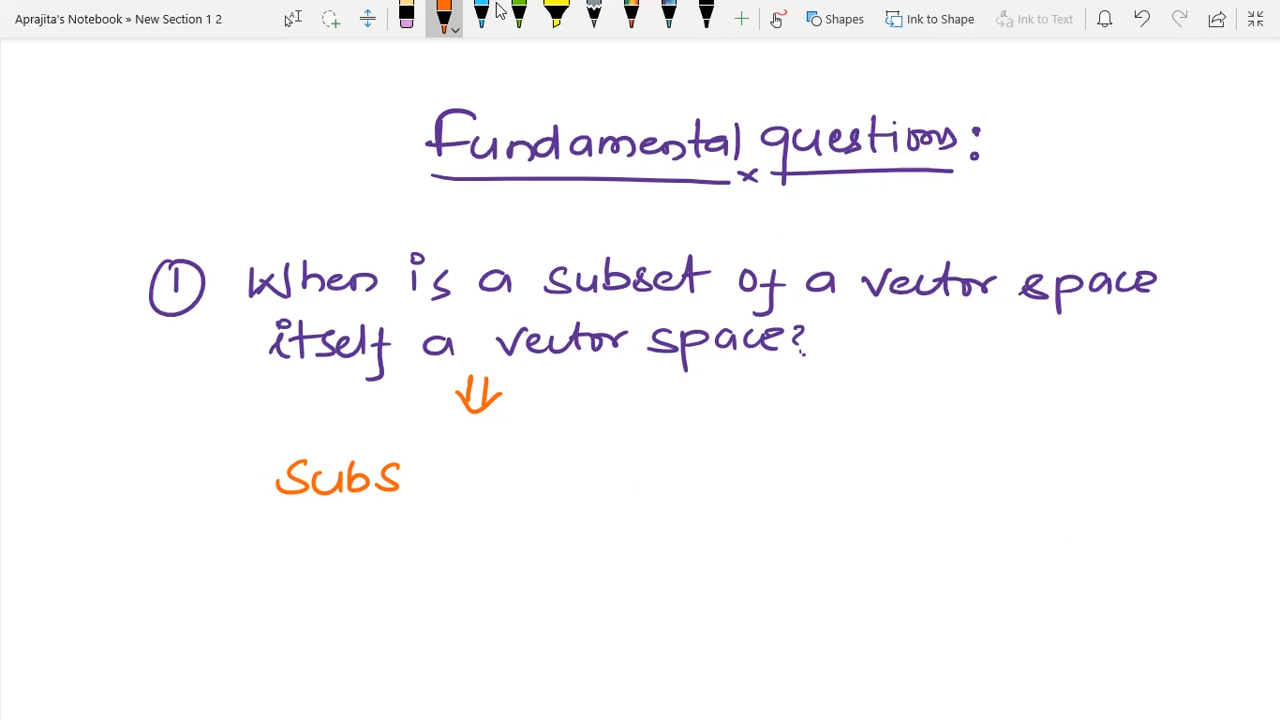 Aprajita's Notebook » New Section 1 2
Shapes
Ink to Shape
Ink to Text
Fundamental questions:
① When is a subset of a vector space
itself a vector space?
⇓
Subs